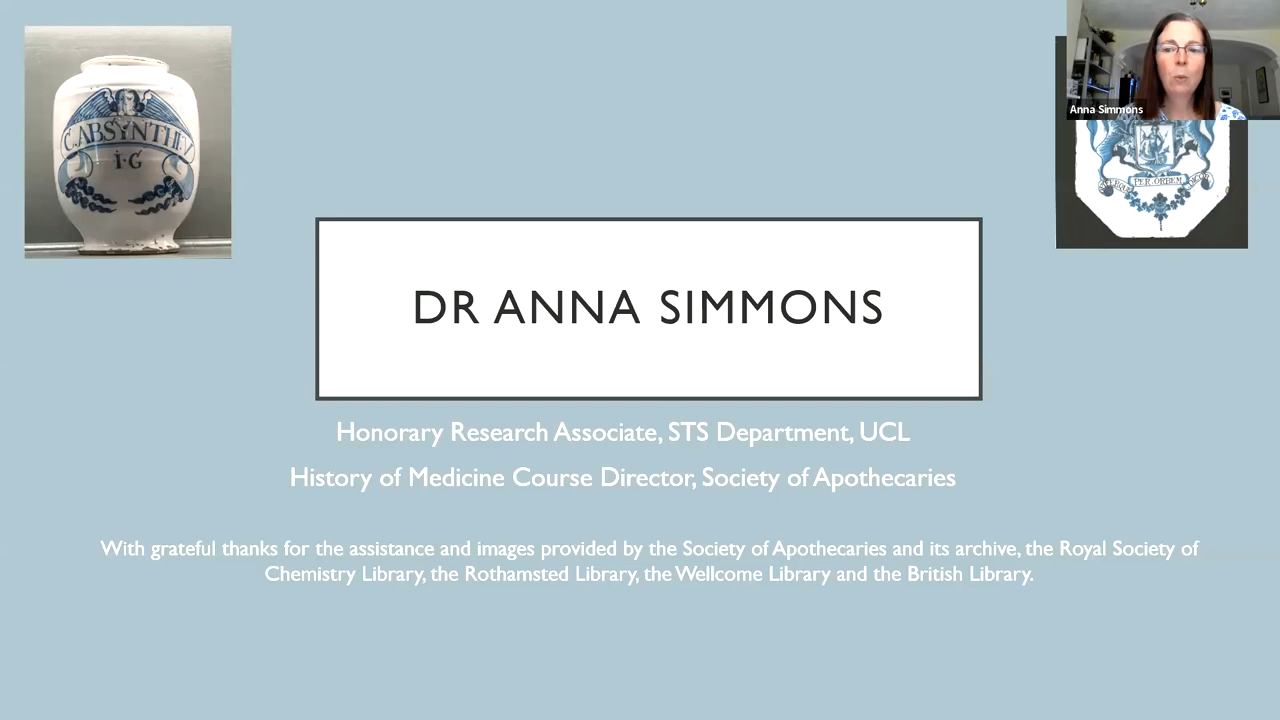 C.ABSYNTHE
I·G
Anna Simmons
PER.ORBEM
DR ANNA SIMMONS
Honorary Research Associate, STS Department, UCL
History of Medicine Course Director, Society of Apothecaries
With grateful thanks for the assistance and images provided by the Society of Apothecaries and its archive, the Royal Society of
Chemistry Library, the Rothamsted Library, the Wellcome Library and the British Library.